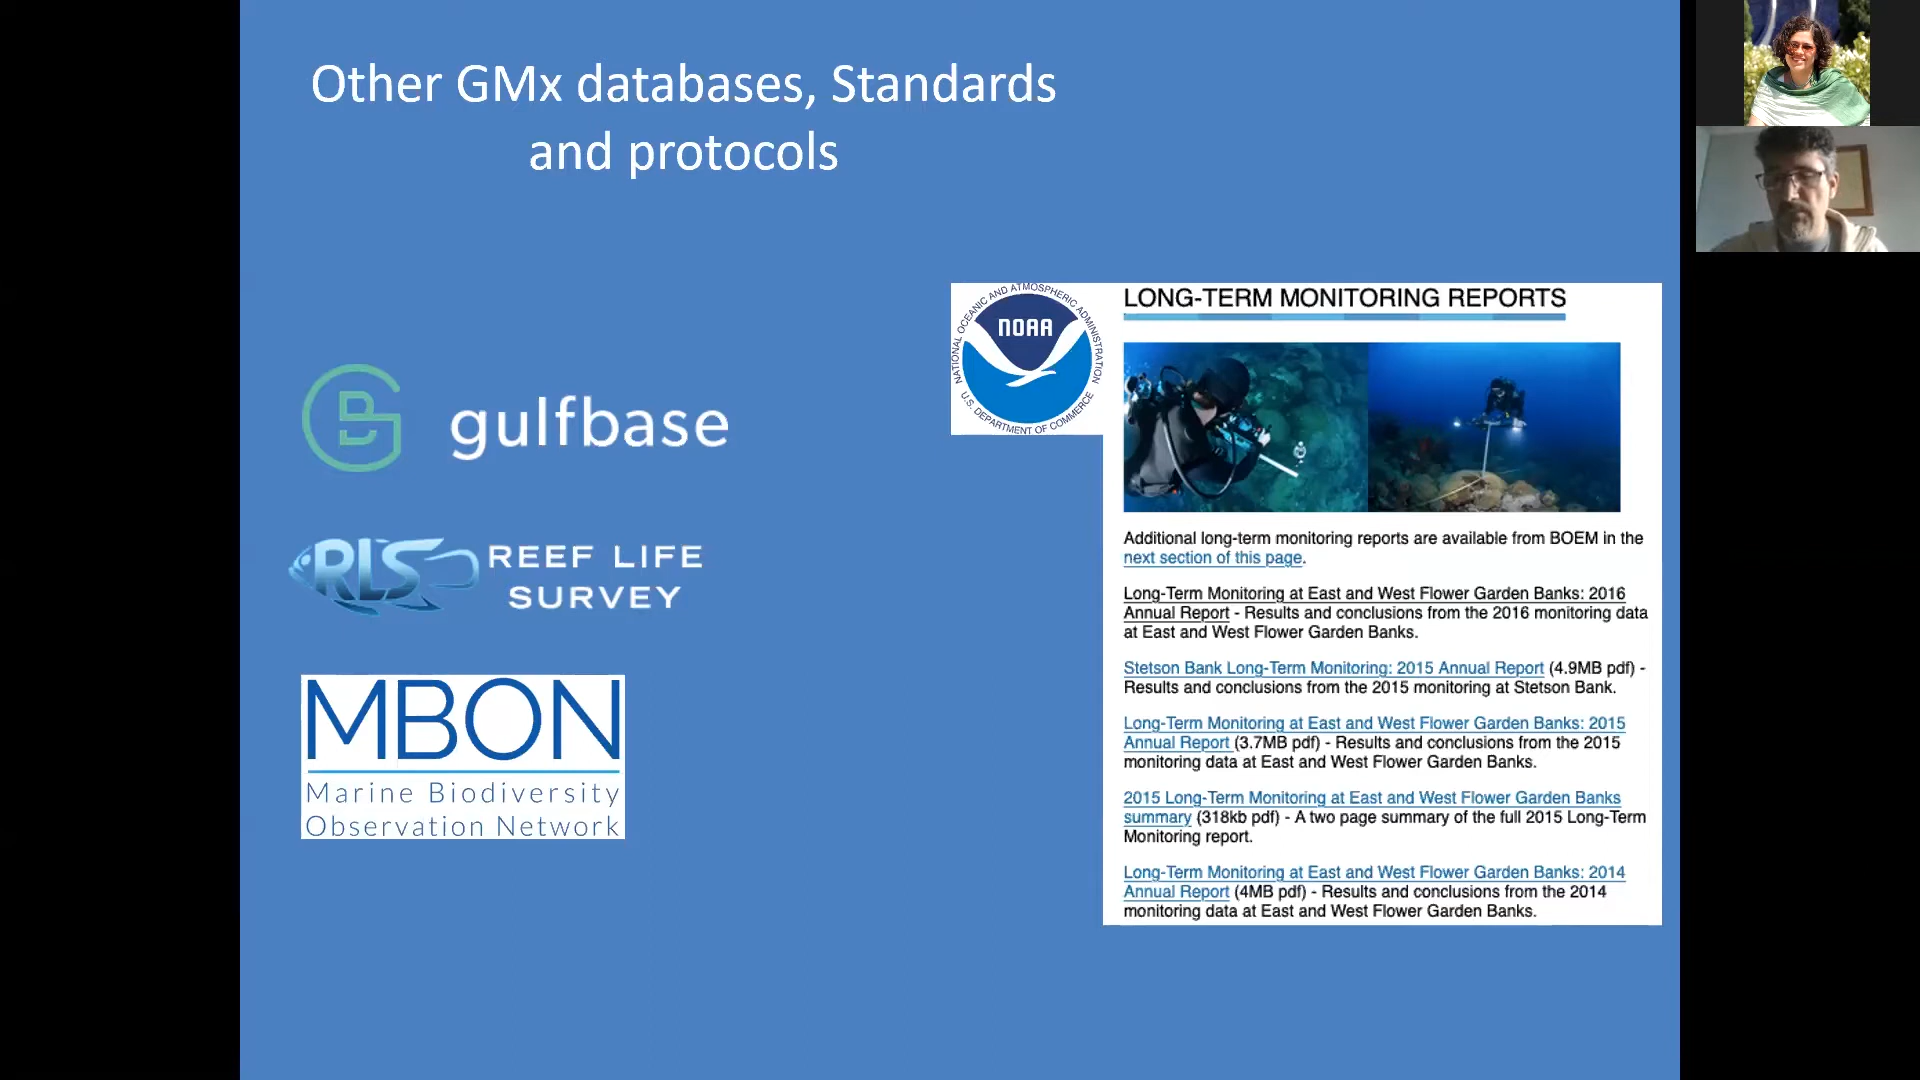 Other GMx databases, Standards
and protocols
gulfbase
RLS REEF LIFE
SURVEY
MBON
Marine Biodiversity
Observation Network
NATIONAL OCEANIC AND ATMOSPHERIC ADMINISTRATION
NOAA
U.S. DEPARTMENT OF COMMERCE
LONG-TERM MONITORING REPORTS
Additional long-term monitoring reports are available from BOEM in the
next section of this page.
Long-Term Monitoring at East and West Flower Garden Banks: 2016
Annual Report - Results and conclusions from the 2016 monitoring data
at East and West Flower Garden Banks.
Stetson Bank Long-Term Monitoring: 2015 Annual Report (4.9MB pdf) -
Results and conclusions from the 2015 monitoring at Stetson Bank.
Long-Term Monitoring at East and West Flower Garden Banks: 2015
Annual Report (3.7MB pdf) - Results and conclusions from the 2015
monitoring data at East and West Flower Garden Banks.
2015 Long-Term Monitoring at East and West Flower Garden Banks
summary (318kb pdf) - A two page summary of the full 2015 Long-Term
Monitoring report.
Long-Term Monitoring at East and West Flower Garden Banks: 2014
Annual Report (4MB pdf) - Results and conclusions from the 2014
monitoring data at East and West Flower Garden Banks.